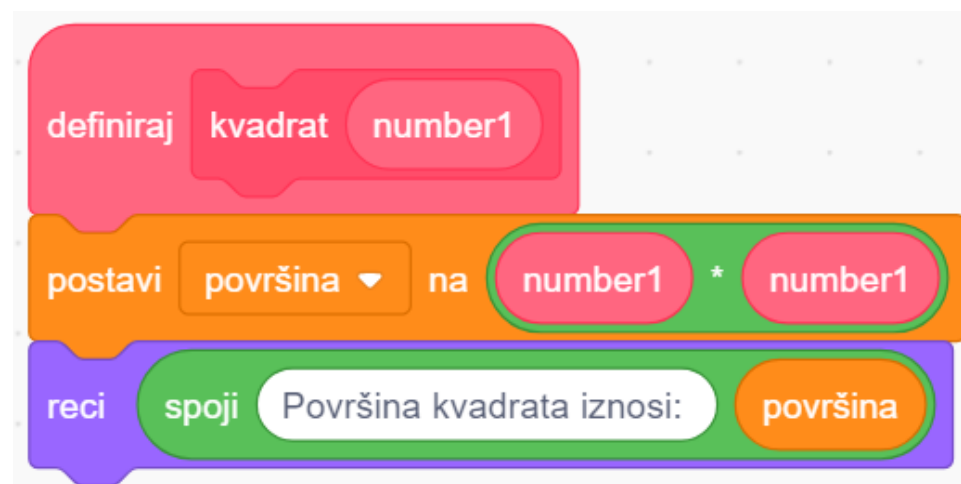 definiraj kvadrat number1
postavi površina na number1 * number1
reci spoji Površina kvadrata iznosi: površina